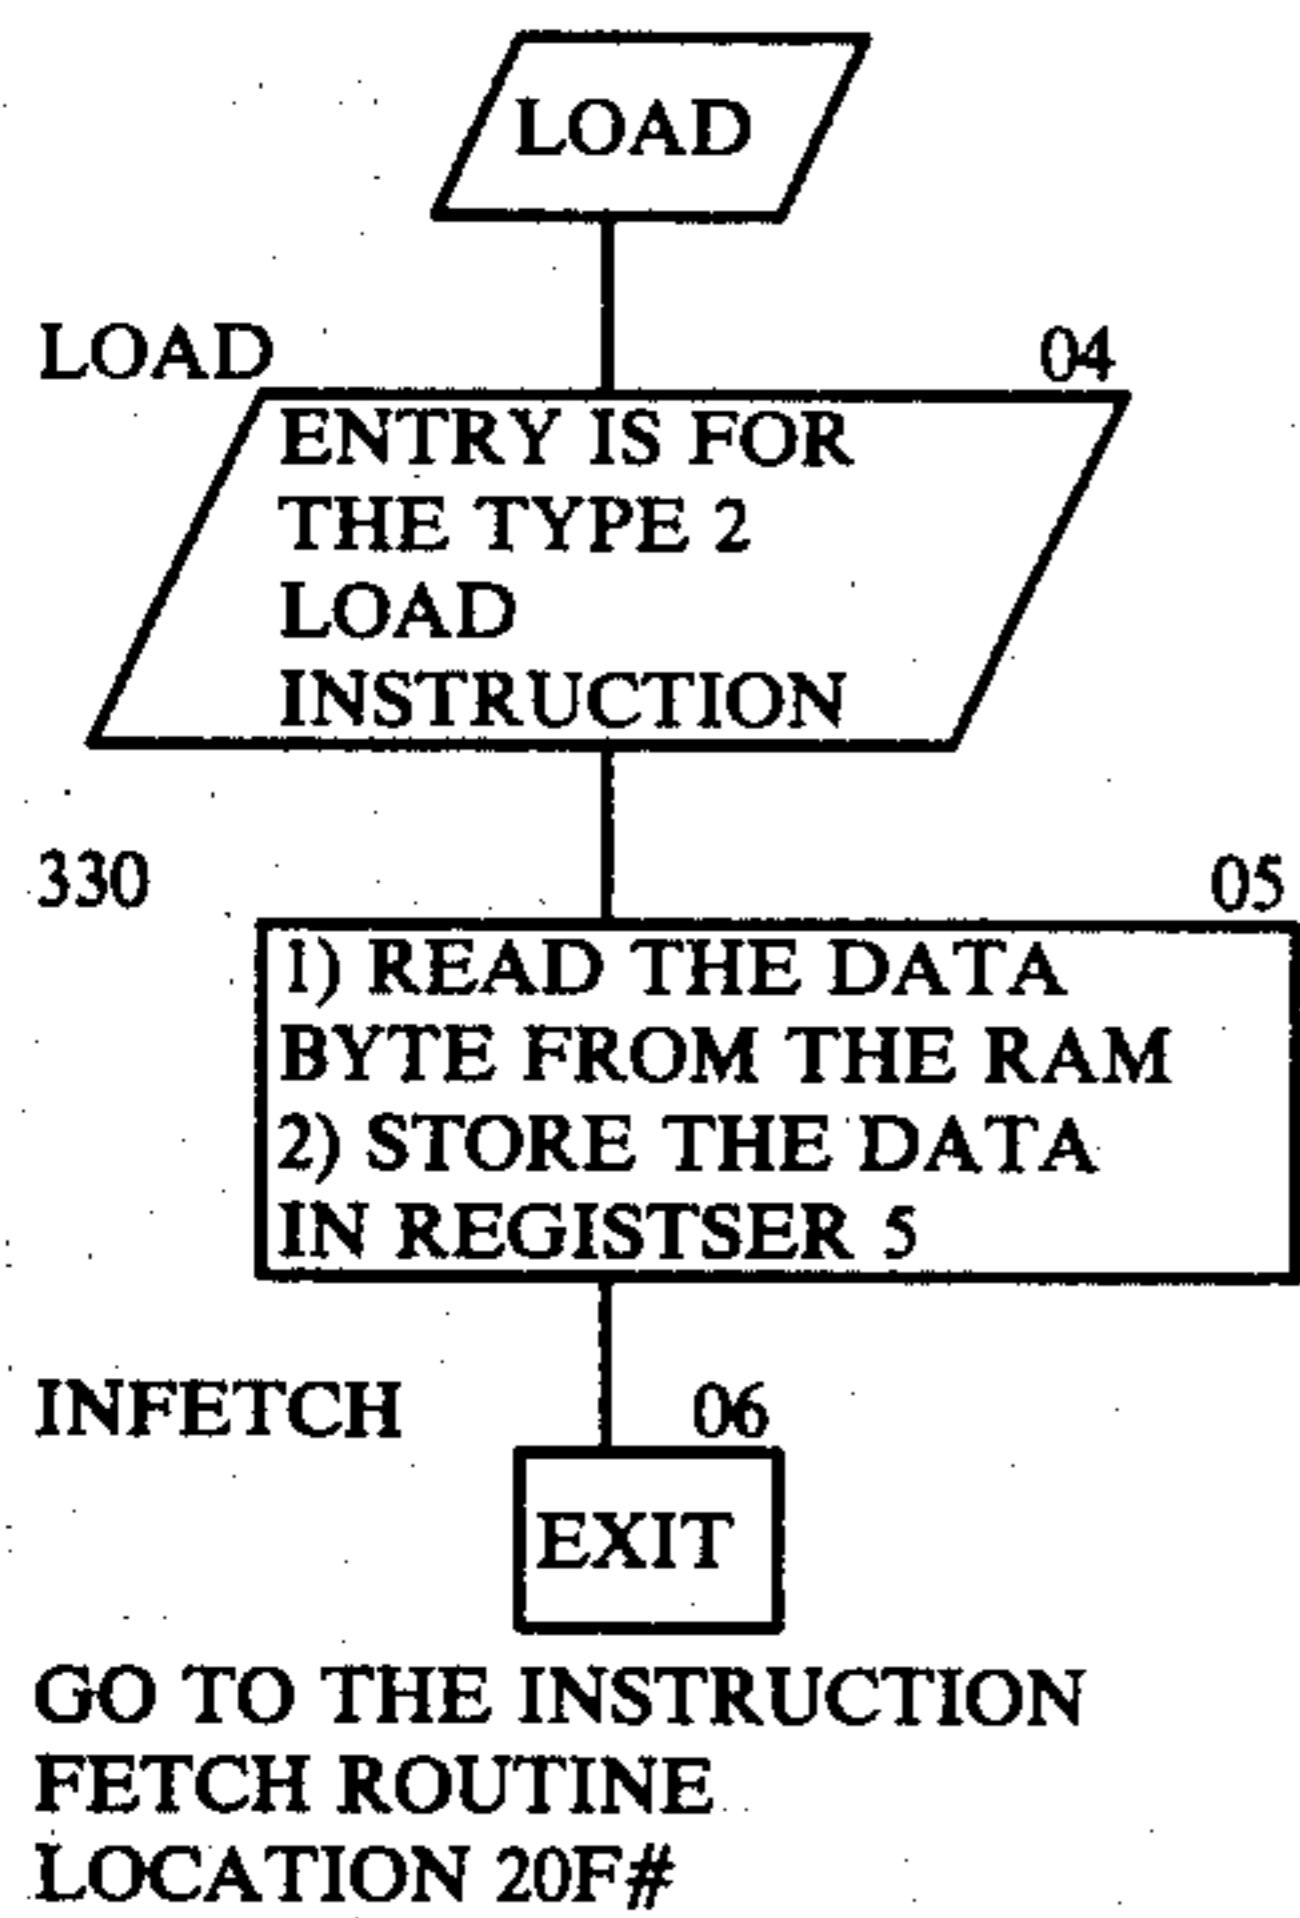 LOAD
LOAD 04
ENTRY IS FOR
THE TYPE 2
LOAD
INSTRUCTION
330 05
1) READ THE DATA
BYTE FROM THE RAM
2) STORE THE DATA
IN REGISTSER 5
INFETCH 06
EXIT
GO TO THE INSTRUCTION
FETCH ROUTINE
LOCATION 20F#